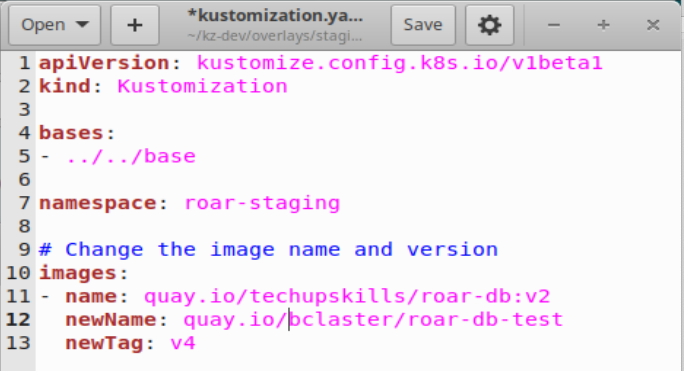 Open
+
*kustomization.ya...
~/kz-dev/overlays/stagi...
Save
1 apiVersion: kustomize.config.k8s.io/v1beta1
2 kind: Kustomization
3
4 bases:
5 - ../../base
6
7 namespace: roar-staging
8
9 # Change the image name and version
10 images:
11 - name: quay.io/techupskills/roar-db:v2
12   newName: quay.io/bclaster/roar-db-test
13   newTag: v4